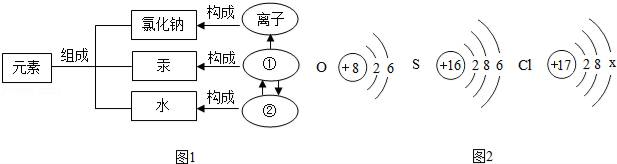 氯化钠 构成 离子
元素 组成 汞 构成 ①
水 构成 ②
O +8 2 6 S +16 2 8 6 Cl +17 2 8 x
图1 图2